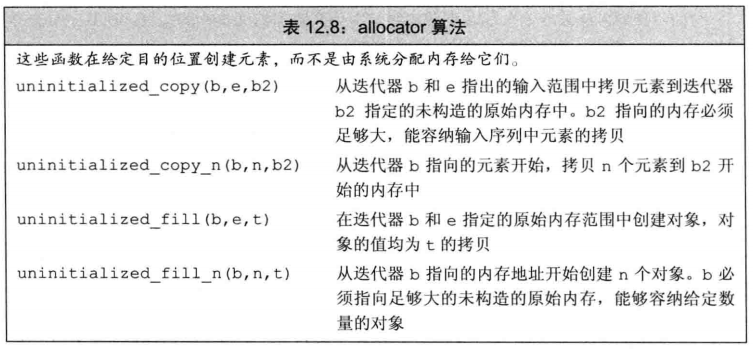 表 12.8：allocator 算法
这些函数在给定目的位置创建元素，而不是由系统分配内存给它们。
uninitialized_copy(b,e,b2) 从迭代器 b 和 e 指出的输入范围中拷贝元素到迭代器
b2 指定的未构造的原始内存中。b2 指向的内存必须
足够大，能容纳输入序列中元素的拷贝
uninitialized_copy_n(b,n,b2) 从迭代器 b 指向的元素开始，拷贝 n 个元素到 b2 开
始的内存中
uninitialized_fill(b,e,t) 在迭代器 b 和 e 指定的原始内存范围中创建对象，对
象的值均为 t 的拷贝
uninitialized_fill_n(b,n,t) 从迭代器 b 指向的内存地址开始创建 n 个对象。b 必
须指向足够大的未构造的原始内存，能够容纳给定数
量的对象